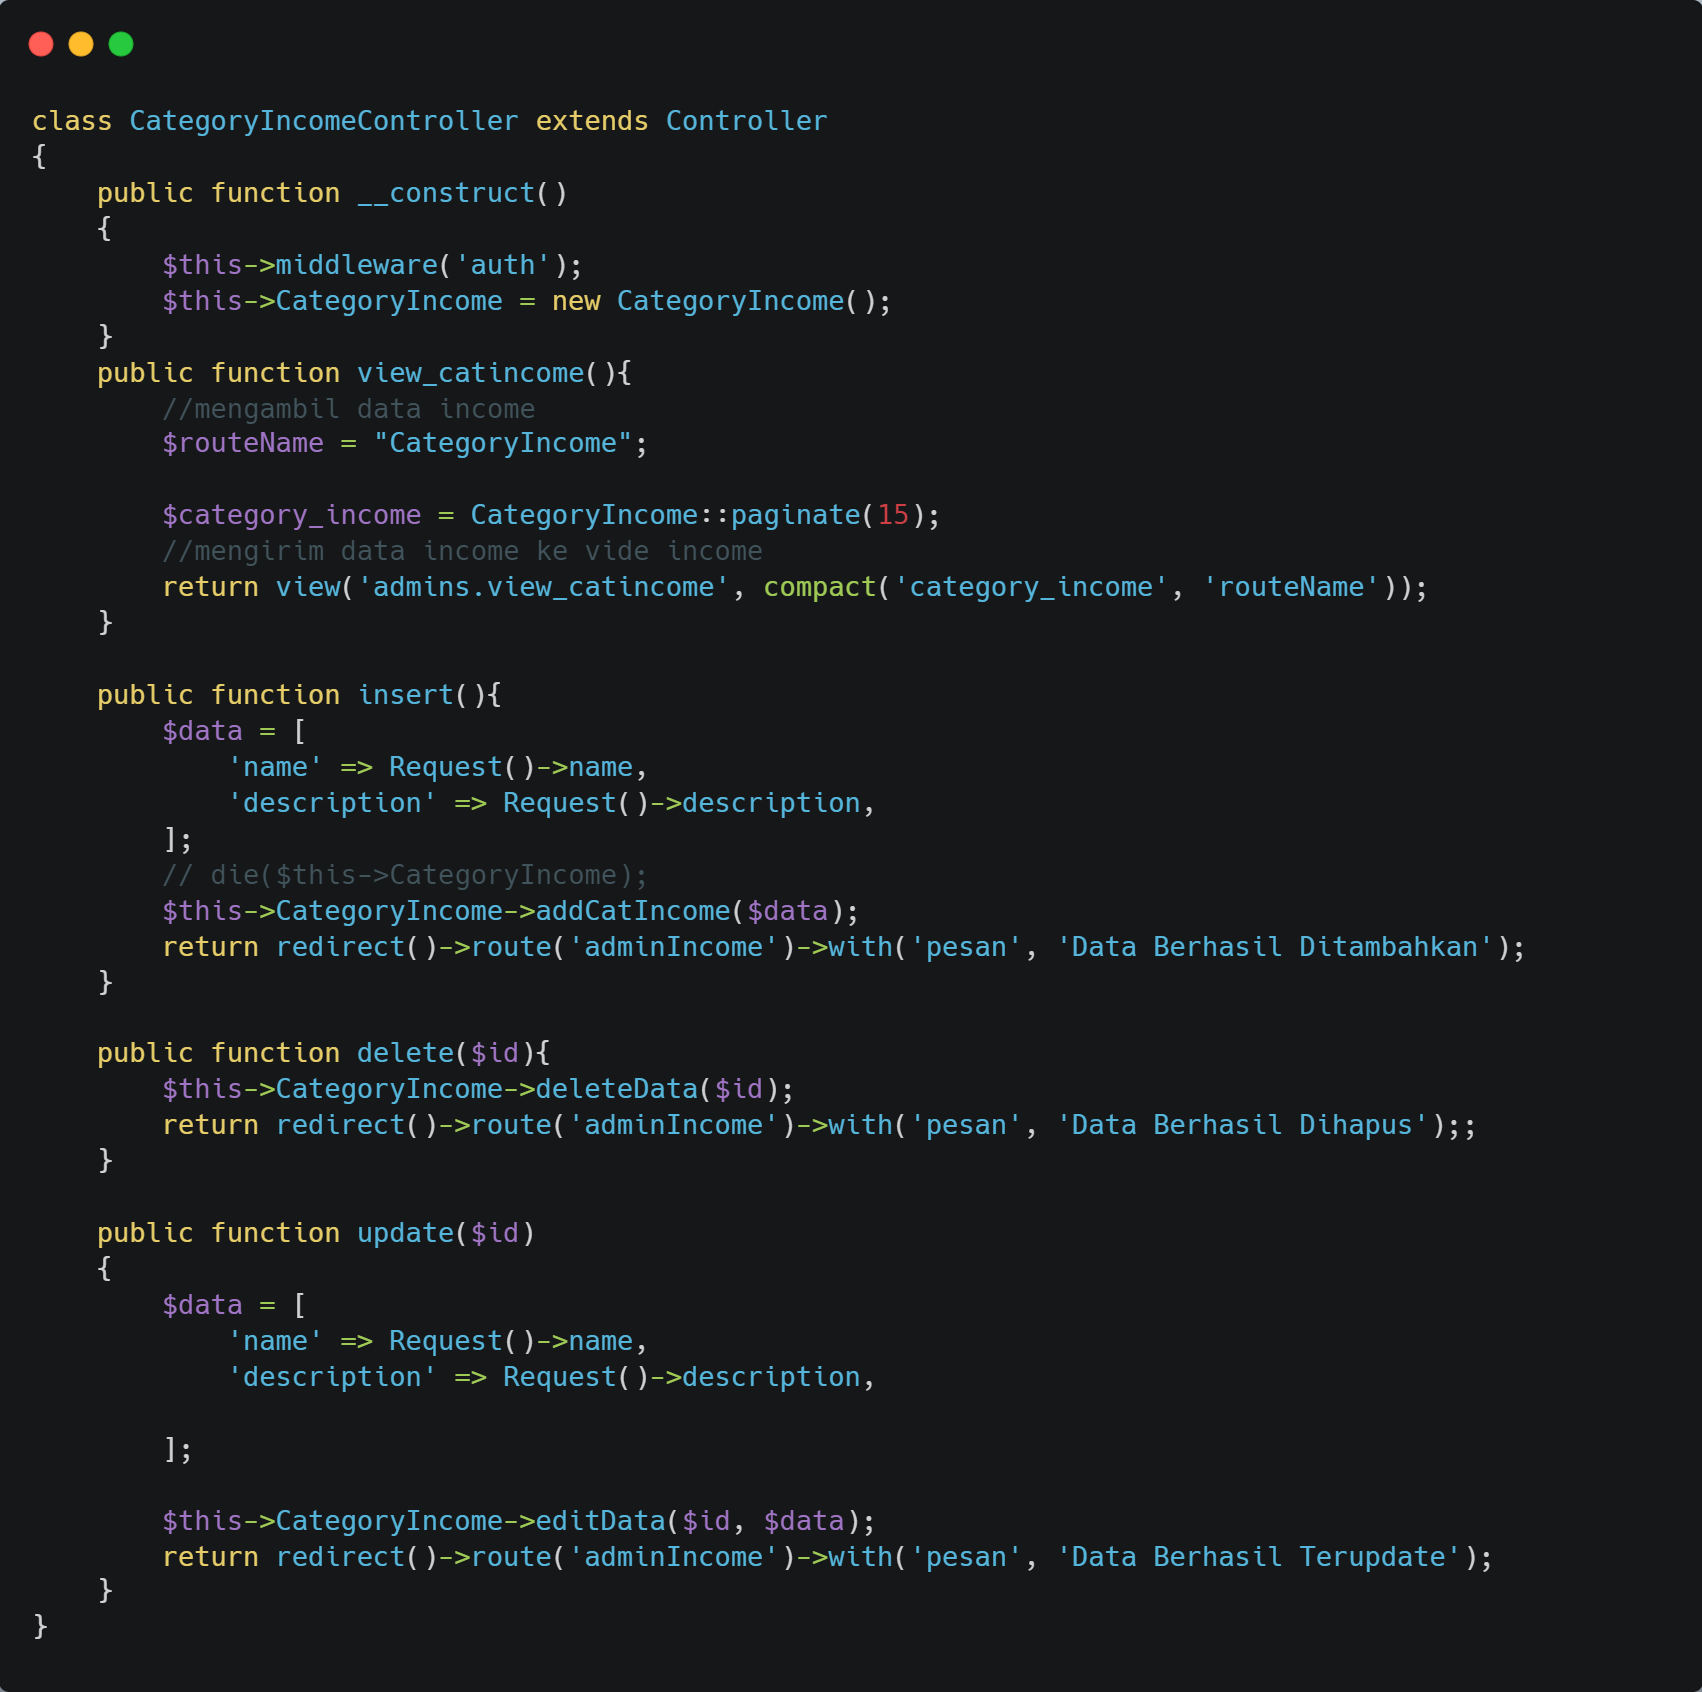 class CategoryIncomeController extends Controller
{
    public function __construct()
    {
        $this->middleware('auth');
        $this->CategoryIncome = new CategoryIncome();
    }
    public function view_catincome(){
        //mengambil data income
        $routeName = "CategoryIncome";

        $category_income = CategoryIncome::paginate(15);
        //mengirim data income ke vide income
        return view('admins.view_catincome', compact('category_income', 'routeName'));
    }

    public function insert(){
        $data = [
            'name' => Request()->name,
            'description' => Request()->description,
        ];
        // die($this->CategoryIncome);
        $this->CategoryIncome->addCatIncome($data);
        return redirect()->route('adminIncome')->with('pesan', 'Data Berhasil Ditambahkan');
    }

    public function delete($id){
        $this->CategoryIncome->deleteData($id);
        return redirect()->route('adminIncome')->with('pesan', 'Data Berhasil Dihapus');;
    }

    public function update($id)
    {
        $data = [
            'name' => Request()->name,
            'description' => Request()->description,

        ];

        $this->CategoryIncome->editData($id, $data);
        return redirect()->route('adminIncome')->with('pesan', 'Data Berhasil Terupdate');
    }
}